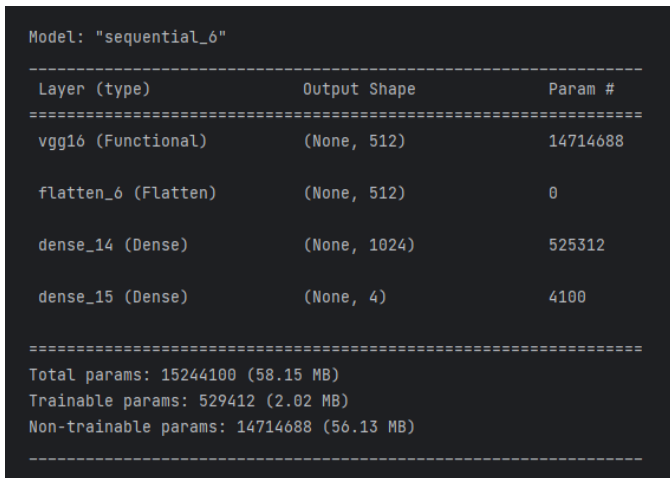 Model: "sequential_6"
_________________________________________________________________
Layer (type) Output Shape Param #
=================================================================
vgg16 (Functional) (None, 512) 14714688
flatten_6 (Flatten) (None, 512) 0
dense_14 (Dense) (None, 1024) 525312
dense_15 (Dense) (None, 4) 4100
=================================================================
Total params: 15244100 (58.15 MB)
Trainable params: 529412 (2.02 MB)
Non-trainable params: 14714688 (56.13 MB)
_________________________________________________________________